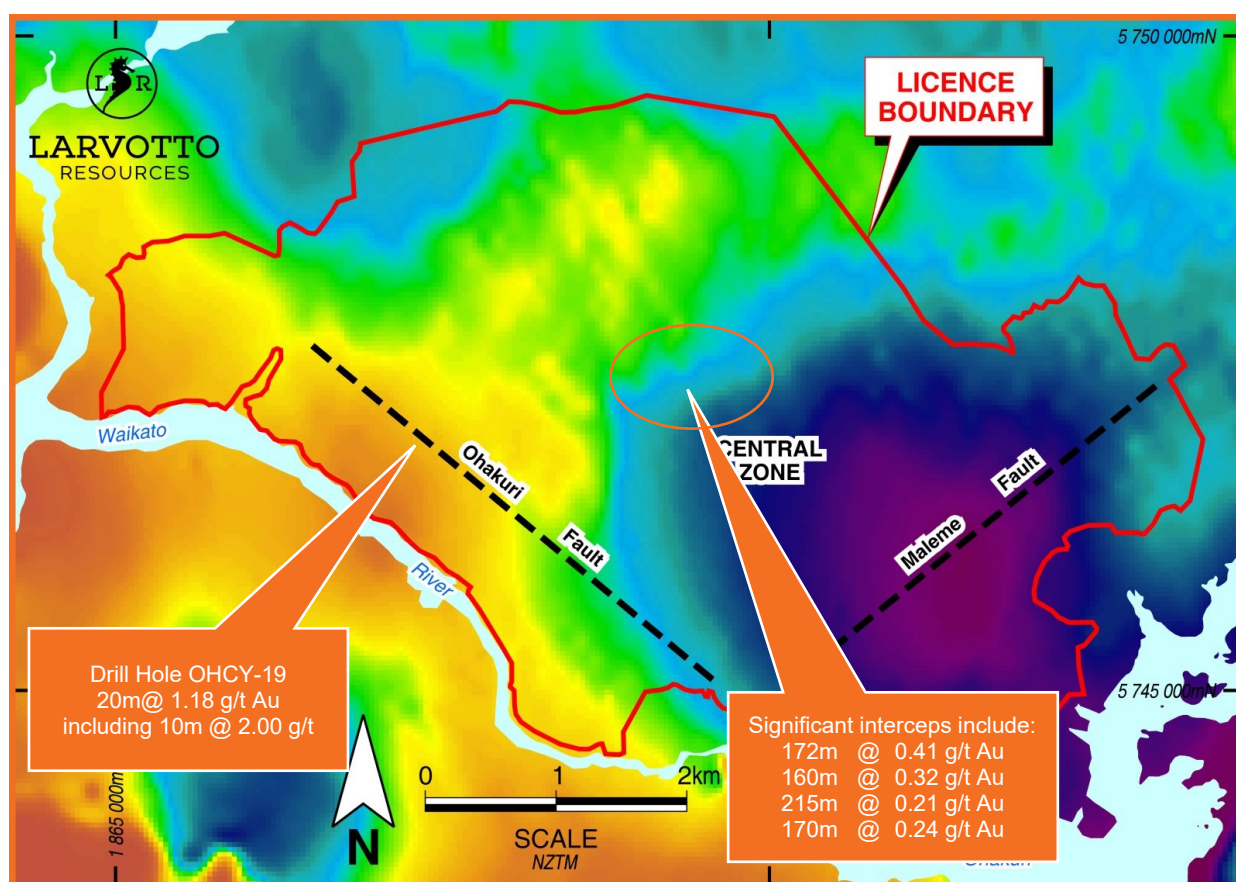 5 750 000mN
L R
LARVOTTO
RESOURCES
LICENCE
BOUNDARY
Waikato
River
Ohakuri
Fault
CENTRAL
ZONE
Maleme
Fault
Drill Hole OHCY-19
20m@ 1.18 g/t Au
including 10m @ 2.00 g/t
5 745 000mN
Significant interceps include:
172m @ 0.41 g/t Au
160m @ 0.32 g/t Au
215m @ 0.21 g/t Au
170m @ 0.24 g/t Au
1 865 000m
N
0 1 2km
SCALE
NZTM